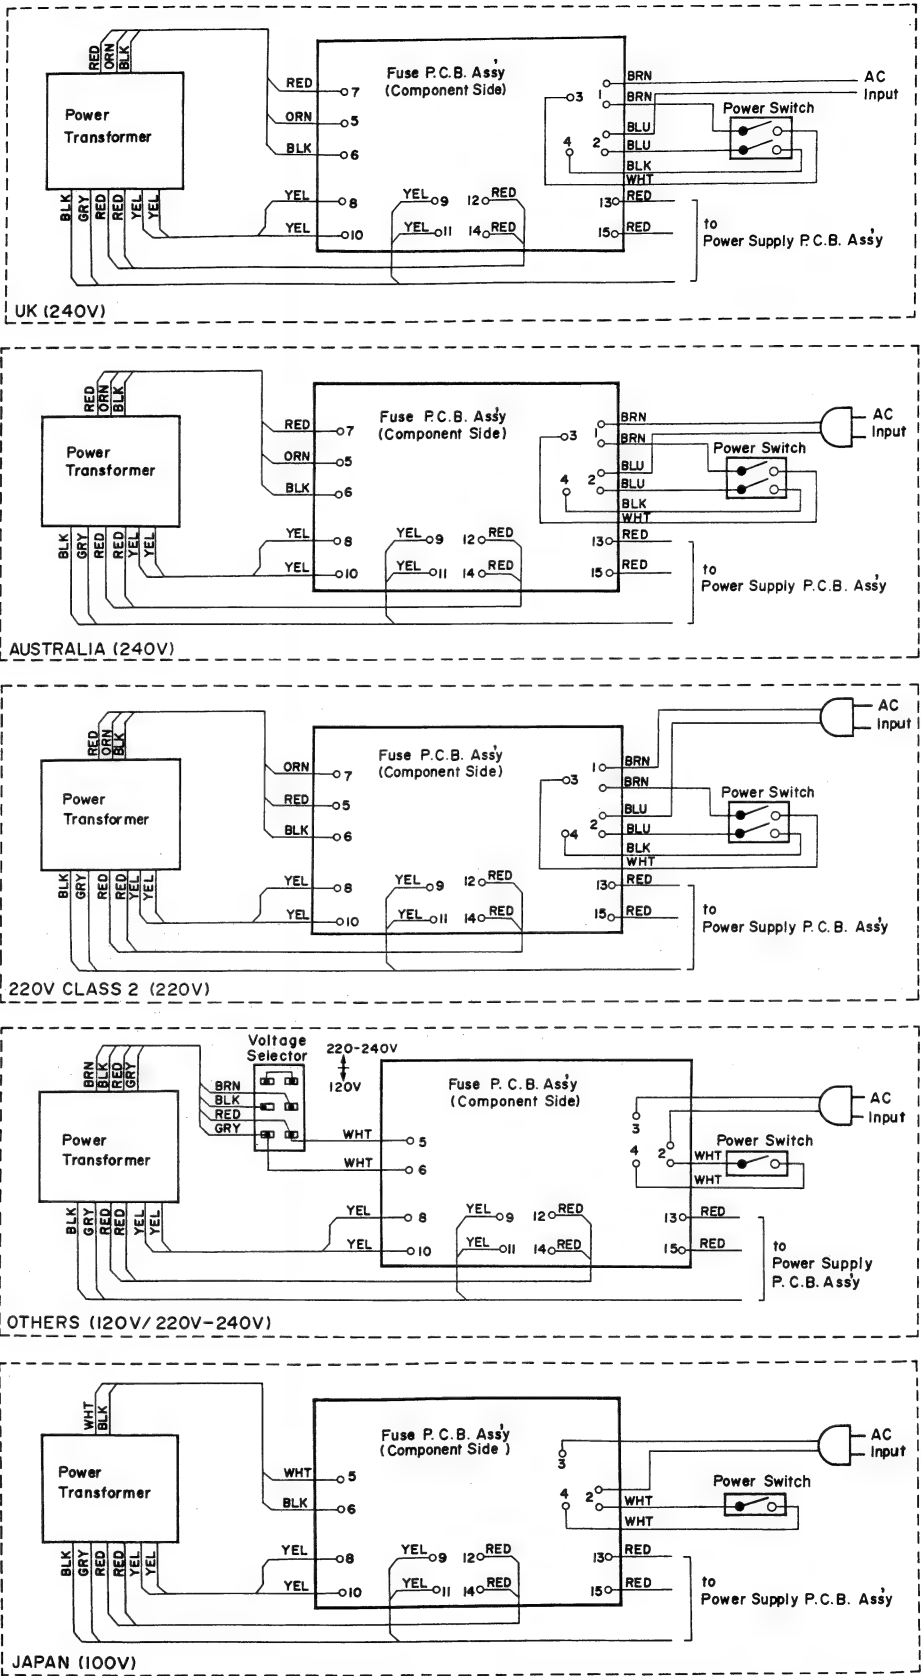 RED
ORN
BLK
Power
Transformer
BLK
GRY
RED
RED
YEL
YEL
RED
ORN
BLK
YEL
YEL
Fuse P.C.B. Ass'y
(Component Side)
7
5
6
8
10
YEL 9
YEL 11
12 RED
14 RED
3
4
1
2
BRN
BRN
BLU
BLU
BLK
WHT
13 RED
15 RED
AC
Input
Power Switch
to
Power Supply P.C.B. Ass'y
UK (240V)
RED
ORN
BLK
Power
Transformer
BLK
GRY
RED
RED
YEL
YEL
RED
ORN
BLK
YEL
YEL
Fuse P.C.B. Ass'y
(Component Side)
7
5
6
8
10
YEL 9
YEL 11
12 RED
14 RED
3
4
1
2
BRN
BRN
BLU
BLU
BLK
WHT
13 RED
15 RED
AC
Input
Power Switch
to
Power Supply P.C.B. Ass'y
AUSTRALIA (240V)
RED
ORN
BLK
Power
Transformer
BLK
GRY
RED
RED
YEL
YEL
ORN
RED
BLK
YEL
YEL
Fuse P.C.B. Ass'y
(Component Side)
7
5
6
8
10
YEL 9
YEL 11
12 RED
14 RED
3
4
1
2
BRN
BRN
BLU
BLU
BLK
WHT
13 RED
15 RED
AC
Input
Power Switch
to
Power Supply P.C.B. Ass'y
220V CLASS 2 (220V)
BRN
BLK
RED
GRY
Power
Transformer
BLK
GRY
RED
RED
YEL
YEL
Voltage
Selector
220-240V
120V
BRN
BLK
RED
GRY
WHT
WHT
YEL
YEL
Fuse P.C.B. Ass'y
(Component Side)
5
6
8
10
YEL 9
YEL 11
12 RED
14 RED
3
4
2
WHT
WHT
13 RED
15 RED
AC
Input
Power Switch
to
Power Supply
P.C.B. Ass'y
OTHERS (120V/220V-240V)
WHT
BLK
Power
Transformer
BLK
GRY
RED
RED
YEL
YEL
WHT
BLK
YEL
YEL
Fuse P.C.B. Ass'y
(Component Side)
5
6
8
10
YEL 9
YEL 11
12 RED
14 RED
3
4
2
WHT
WHT
13 RED
15 RED
AC
Input
Power Switch
to
Power Supply P.C.B. Ass'y
JAPAN (100V)